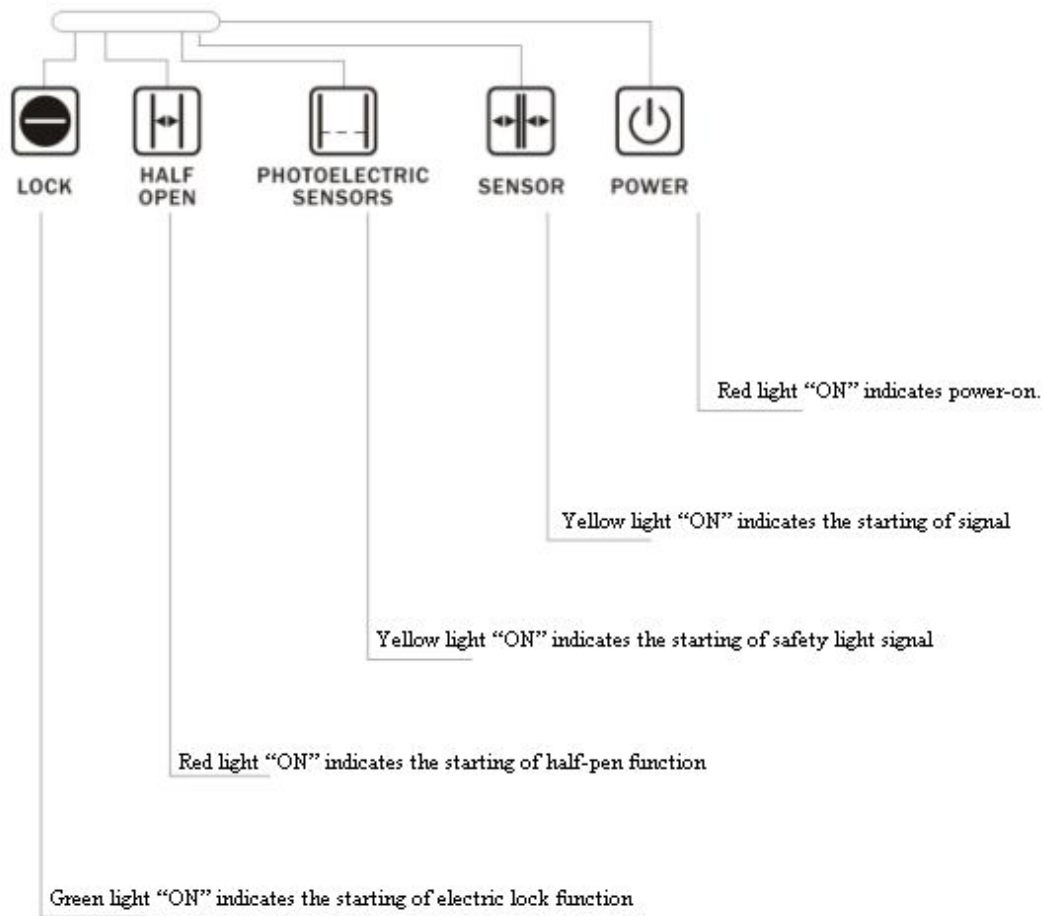 LOCK
HALF
OPEN
PHOTOELECTRIC
SENSORS
SENSOR
POWER
Red light “ON” indicates power-on.
Yellow light “ON” indicates the starting of signal
Yellow light “ON” indicates the starting of safety light signal
Red light “ON” indicates the starting of half-pen function
Green light “ON” indicates the starting of electric lock function